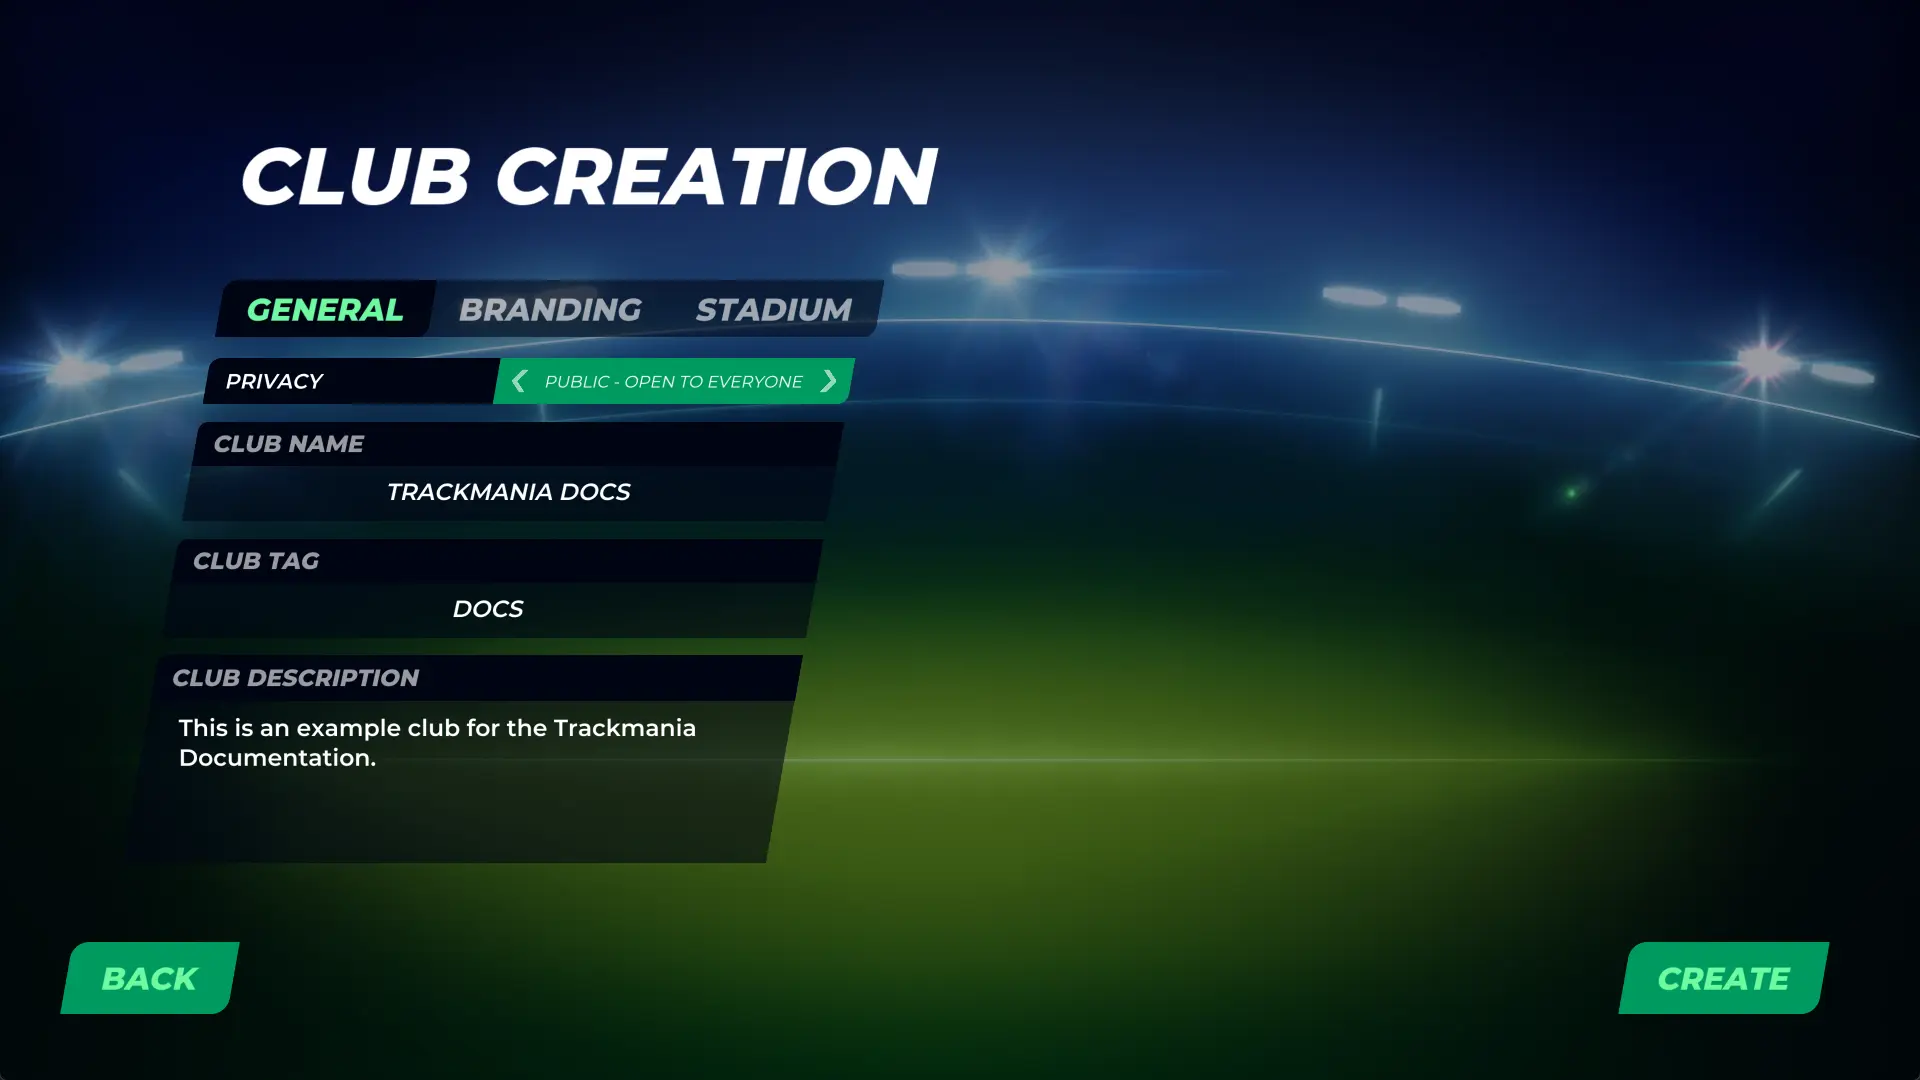 CLUB CREATION
GENERAL BRANDING STADIUM
PRIVACY PUBLIC - OPEN TO EVERYONE
CLUB NAME
TRACKMANIA DOCS
CLUB TAG
DOCS
CLUB DESCRIPTION
This is an example club for the Trackmania
Documentation.
BACK CREATE